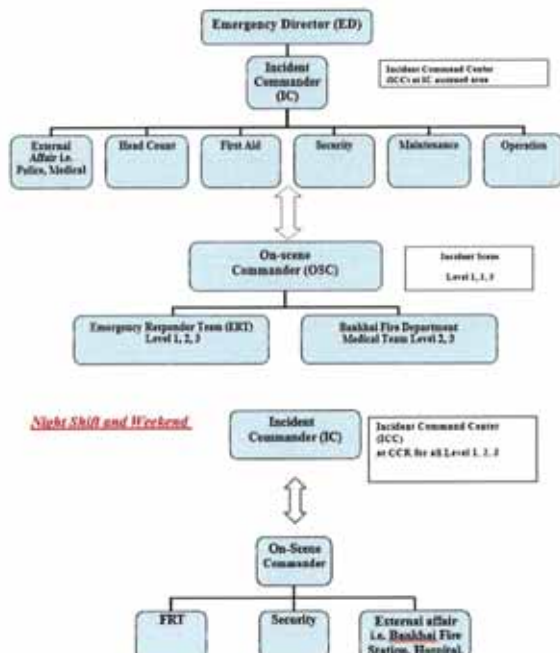 Emergency Director (ED)
Incident
Commander
(IC)
Incident Command Center
(ICC) at IC assigned area
External
Affair i.e.
Police, Medical
Head Count
First Aid
Security
Maintenance
Operation
On-scene
Commander (OSC)
Incident Scene
Level 1, 2, 3
Emergency Responder Team (ERT)
Level 1, 2, 3
Bankhai Fire Department
Medical Team Level 2, 3
Night Shift and Weekend
Incident
Commander (IC)
Incident Command Center
(ICC)
at CCR for all Level 1, 2, 3
On-Scene
Commander
FRT
Security
External affair
i.e. Bankhai Fire
Station, Hospital,